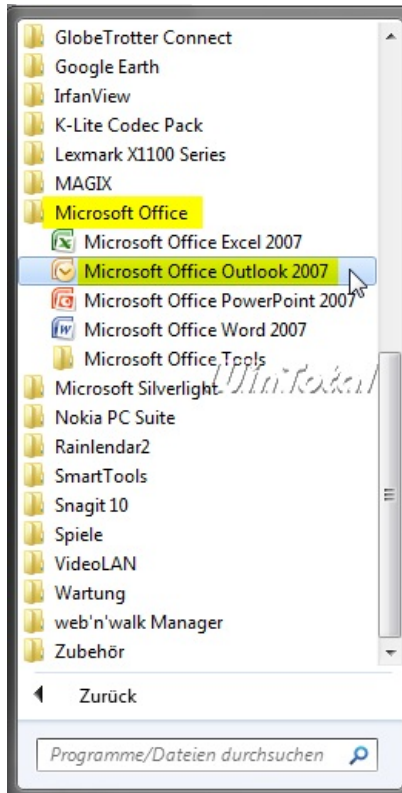 GlobeTrotter Connect
Google Earth
IrfanView
K-Lite Codec Pack
Lexmark X1100 Series
MAGIX
Microsoft Office
Microsoft Office Excel 2007
Microsoft Office Outlook 2007
Microsoft Office PowerPoint 2007
Microsoft Office Word 2007
Microsoft Office Tools
Microsoft Silverlight
WinTotal
Nokia PC Suite
Rainlendar2
SmartTools
Snagit 10
Spiele
VideoLAN
Wartung
web'n'walk Manager
Zubehör
Zurück
Programme/Dateien durchsuchen